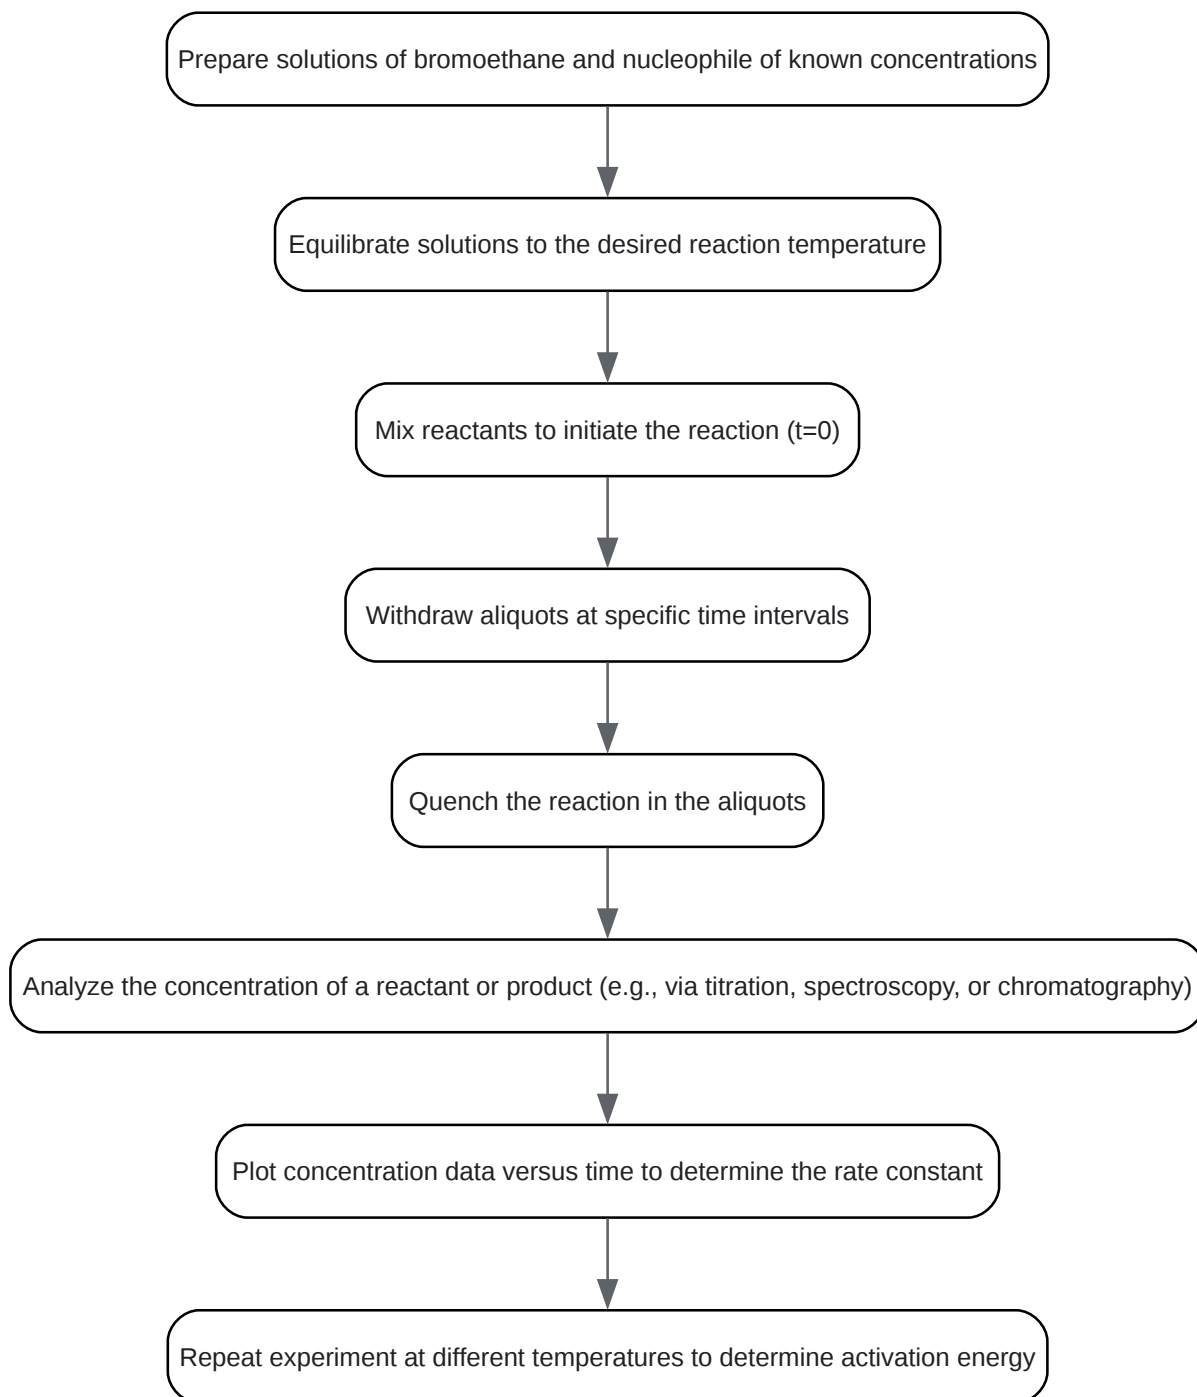 Prepare solutions of bromoethane and nucleophile of known concentrations
Equilibrate solutions to the desired reaction temperature
Mix reactants to initiate the reaction (t=0)
Withdraw aliquots at specific time intervals
Quench the reaction in the aliquots
Analyze the concentration of a reactant or product (e.g., via titration, spectroscopy, or chromatography)
Plot concentration data versus time to determine the rate constant
Repeat experiment at different temperatures to determine activation energy